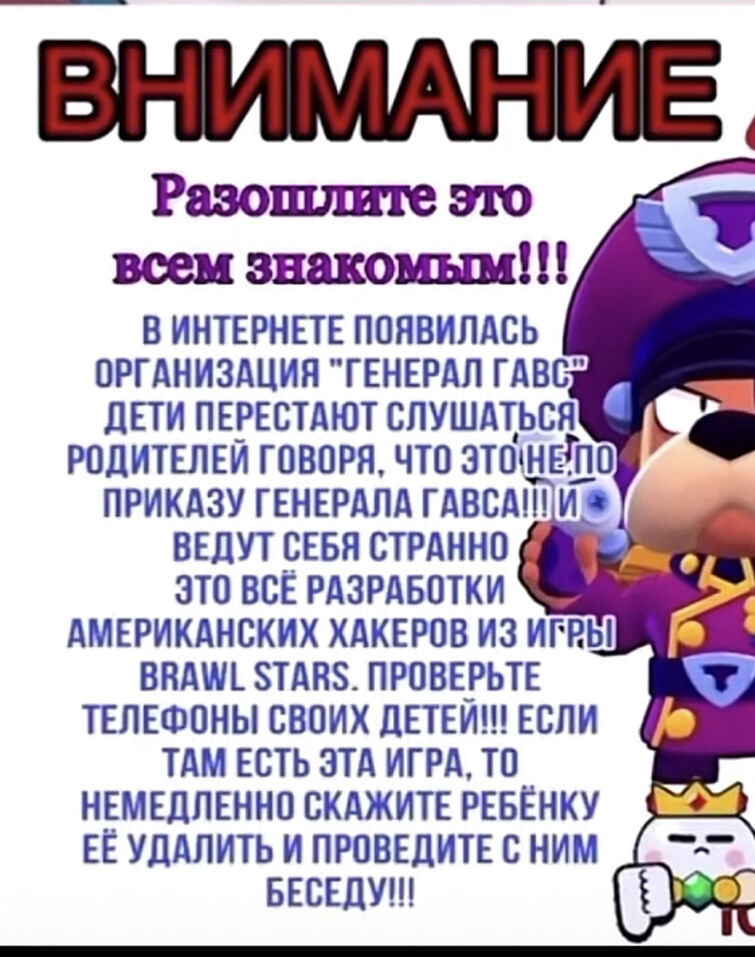 ВНИМАНИЕ
Разошлите это
всем знакомым!!!
В ИНТЕРНЕТЕ ПОЯВИЛАСЬ
ОРГАНИЗАЦИЯ "ГЕНЕРАЛ ГАВС"
ДЕТИ ПЕРЕСТАЮТ СЛУШАТЬСЯ
РОДИТЕЛЕЙ ГОВОРЯ, ЧТО ЭТО НЕ ПО
ПРИКАЗУ ГЕНЕРАЛА ГАВСА!!! И
ВЕДУТ СЕБЯ СТРАННО
ЭТО ВСЁ РАЗРАБОТКИ
АМЕРИКАНСКИХ ХАКЕРОВ ИЗ ИГРЫ
BRAWL STARS. ПРОВЕРЬТЕ
ТЕЛЕФОНЫ СВОИХ ДЕТЕЙ!!! ЕСЛИ
ТАМ ЕСТЬ ЭТА ИГРА, ТО
НЕМЕДЛЕННО СКАЖИТЕ РЕБЁНКУ
ЕЁ УДАЛИТЬ И ПРОВЕДИТЕ С НИМ
БЕСЕДУ!!!